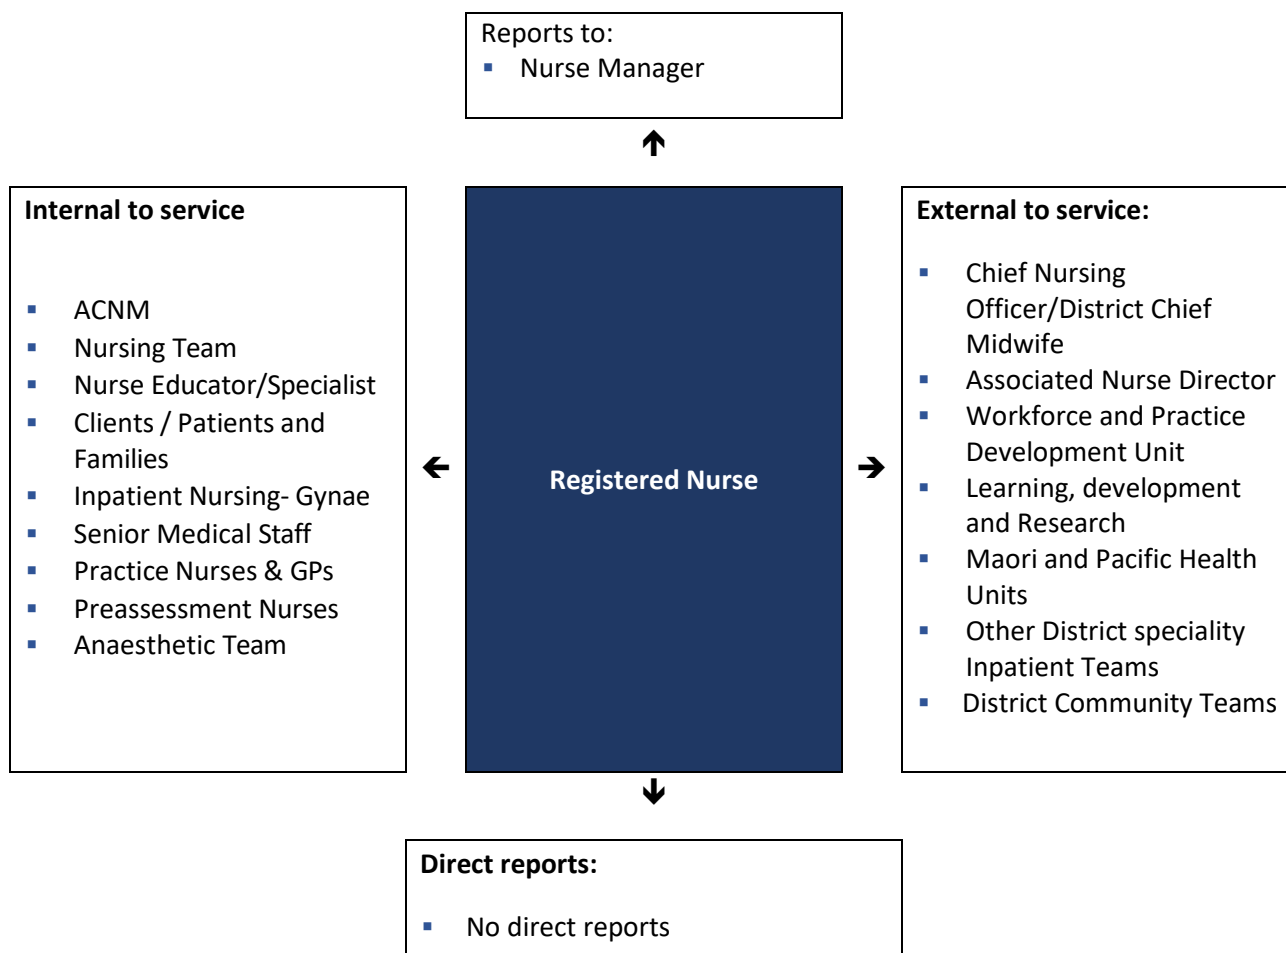 Reports to:
▪ Nurse Manager
Internal to service
▪ ACNM
▪ Nursing Team
▪ Nurse Educator/Specialist
▪ Clients / Patients and
Families
▪ Inpatient Nursing- Gynae
▪ Senior Medical Staff
▪ Practice Nurses & GPs
▪ Preassessment Nurses
▪ Anaesthetic Team
Registered Nurse
External to service:
▪ Chief Nursing
Officer/District Chief
Midwife
▪ Associated Nurse Director
▪ Workforce and Practice
Development Unit
▪ Learning, development
and Research
▪ Maori and Pacific Health
Units
▪ Other District speciality
Inpatient Teams
▪ District Community Teams
Direct reports:
▪ No direct reports